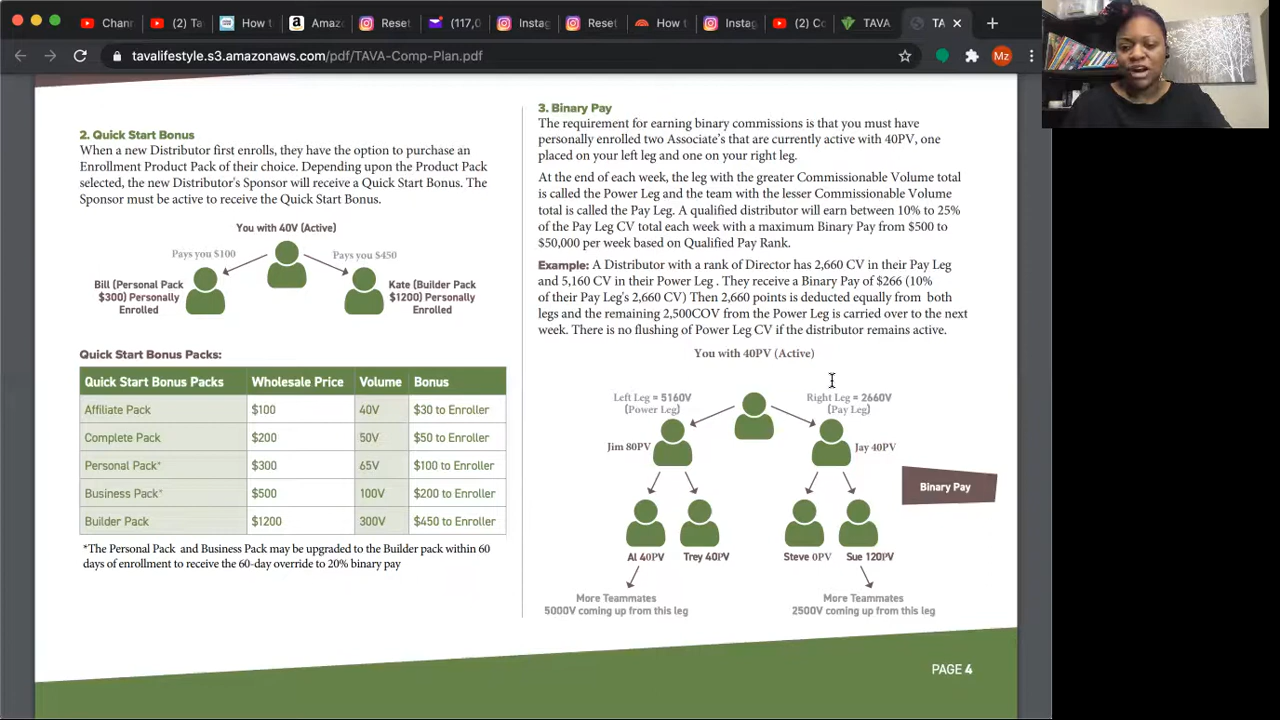 Chann
(2) Ta
How t
Amaz
Reset
(117,0
Instag
Reset
How t
Instag
(2) Co
TAVA
TA
tavalifestyle.s3.amazonaws.com/pdf/TAVA-Comp-Plan.pdf
Mz
2. Quick Start Bonus
When a new Distributor first enrolls, they have the option to purchase an
Enrollment Product Pack of their choice. Depending upon the Product Pack
selected, the new Distributor's Sponsor will receive a Quick Start Bonus. The
Sponsor must be active to receive the Quick Start Bonus.
You with 40V (Active)
Pays you $100
Pays you $450
Bill (Personal Pack
$300) Personally
Enrolled
Kate (Builder Pack
$1200) Personally
Enrolled
Quick Start Bonus Packs:
Quick Start Bonus Packs Wholesale Price Volume Bonus
Affiliate Pack $100 40V $30 to Enroller
Complete Pack $200 50V $50 to Enroller
Personal Pack* $300 65V $100 to Enroller
Business Pack* $500 100V $200 to Enroller
Builder Pack $1200 300V $450 to Enroller
*The Personal Pack and Business Pack may be upgraded to the Builder pack within 60
days of enrollment to receive the 60-day override to 20% binary pay
3. Binary Pay
The requirement for earning binary commissions is that you must have
personally enrolled two Associate's that are currently active with 40PV, one
placed on your left leg and one on your right leg.
At the end of each week, the leg with the greater Commissionable Volume total
is called the Power Leg and the team with the lesser Commissionable Volume
total is called the Pay Leg. A qualified distributor will earn between 10% to 25%
of the Pay Leg CV total each week with a maximum Binary Pay from $500 to
$50,000 per week based on Qualified Pay Rank.
Example: A Distributor with a rank of Director has 2,660 CV in their Pay Leg
and 5,160 CV in their Power Leg . They receive a Binary Pay of $266 (10%
of their Pay Leg's 2,660 CV) Then 2,660 points is deducted equally from both
legs and the remaining 2,500COV from the Power Leg is carried over to the next
week. There is no flushing of Power Leg CV if the distributor remains active.
You with 40PV (Active)
Left Leg = 5160V
(Power Leg)
Right Leg = 2660V
(Pay Leg)
Jim 80PV
Jay 40PV
Binary Pay
Al 40PV
Trey 40PV
Steve 0PV
Sue 120PV
More Teammates
5000V coming up from this leg
More Teammates
2500V coming up from this leg
PAGE 4